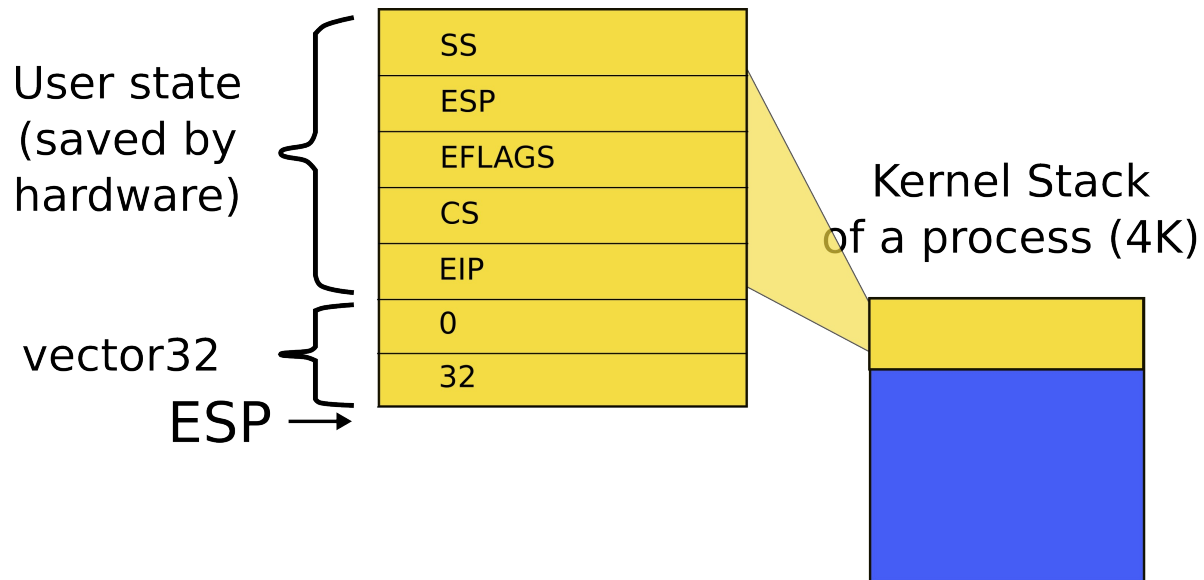 User state
(saved by
hardware)
SS
ESP
EFLAGS
CS
EIP
0
32
vector32
ESP
Kernel Stack
of a process (4K)